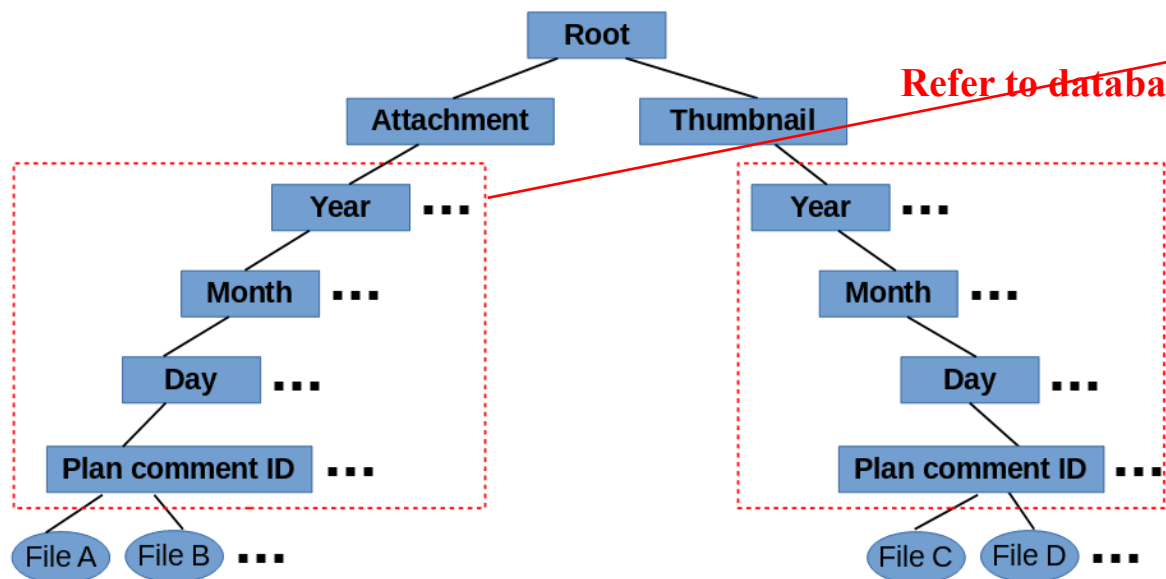 Root
Refer to databa
Attachment Thumbnail
Year ... Year ...
Month ... Month ...
Day ... Day ...
Plan comment ID ... Plan comment ID ...
File A File B ... File C File D ...